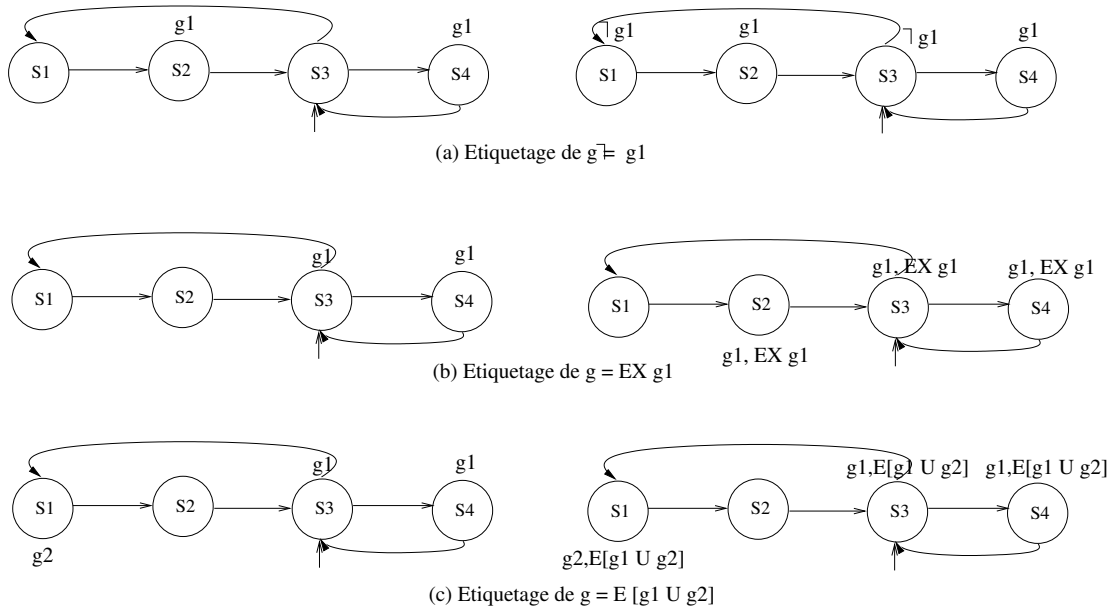 g1
g1
S1
S2
S3
S4
¬ g1
g1
¬ g1
g1
S1
S2
S3
S4
(a) Etiquetage de g = ¬ g1
g1
g1
S1
S2
S3
S4
g1, EX g1
g1, EX g1
S1
S2
S3
S4
g1, EX g1
(b) Etiquetage de g = EX g1
g1
g1
S1
S2
S3
S4
g2
g1,E[g1 U g2]
g1,E[g1 U g2]
S1
S2
S3
S4
g2,E[g1 U g2]
(c) Etiquetage de g = E [g1 U g2]